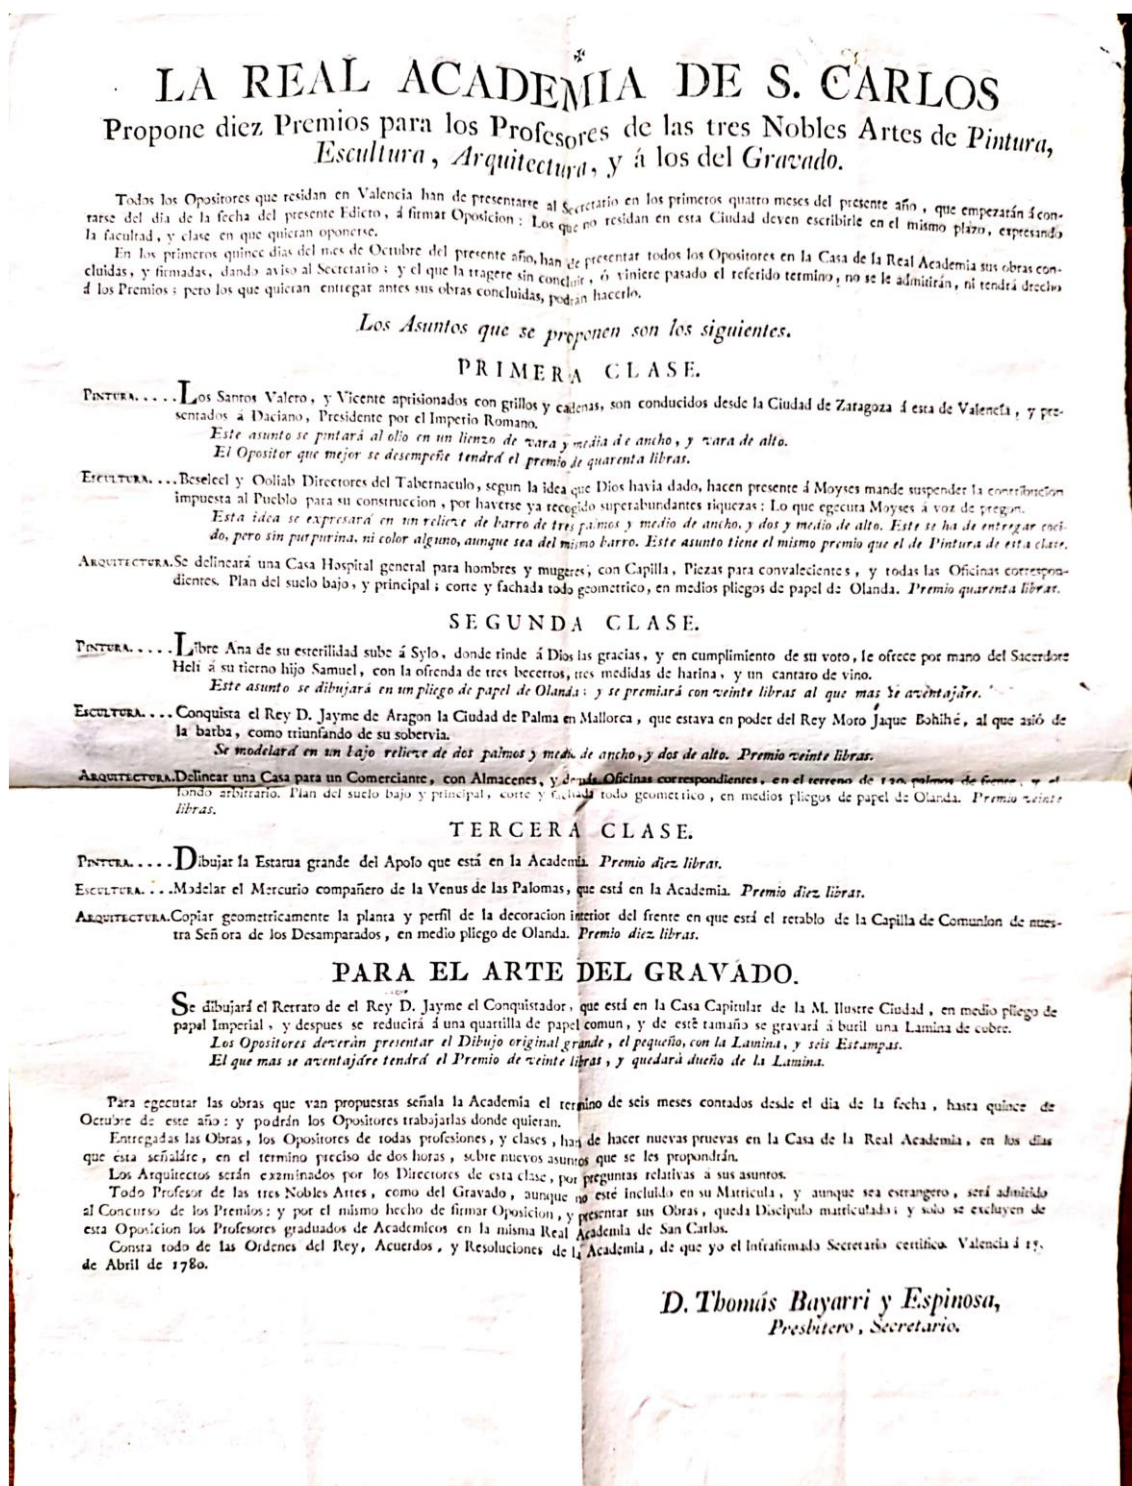 LA REAL ACADEMIA DE S. CARLOS
Propone diez Premios para los Profesores de las tres Nobles Artes de Pintura,
Escultura, Arquitectura, y á los del Gravado.
Todos los Opositores que residan en Valencia han de presentarse al Secretario en los primeros quatro meses del presente año, que empezarán á con-
tarse del dia de la fecha del presente Edicto, á firmar Oposicion: Los que no residan en esta Ciudad deven escribirle en el mismo plazo, expresando
la facultad, y clase en que quieran oponerse.
En los primeros quince dias del mes de Octubre del presente año, han de presentar todos los Opositores en la Casa de la Real Academia sus obras con-
cluidas, y firmadas, dando aviso al Secretario; y el que la tragere sin concluir, ó viniere pasado el referido termino, no se le admitirán, ni tendrá drecho
á los Premios; pero los que quieran entregar antes sus obras concluidas, podrán hacerlo.
Los Asuntos que se proponen son los siguientes.
PRIMERA CLASE.
PINTURA..... Los Santos Valero, y Vicente aprisionados con grillos y cadenas, son conducidos desde la Ciudad de Zaragoza á esta de Valencia, y pre-
sentados á Daciano, Presidente por el Imperio Romano.
Este asunto se pintará al olio en un lienzo de vara y media de ancho, y vara de alto.
El Opositor que mejor se desempeñe tendrá el premio de quarenta libras.
ESCULTURA.... Beseleel y Ooliab Directores del Tabernaculo, segun la idea que Dios havia dado, hacen presente á Moyses mande suspender la contribucion
impuesta al Pueblo para su construccion, por haverse ya recogido superabundantes riquezas: Lo que egecuta Moyses á voz de pregon.
Esta idea se expresará en un relieve de barro de tres palmos y medio de ancho, y dos y medio de alto. Este se ha de entregar coci-
do, pero sin purpurina, ni color alguno, aunque sea del mismo barro. Este asunto tiene el mismo premio que el de Pintura de esta clase.
ARQUITECTURA. Se delineará una Casa Hospital general para hombres y mugeres, con Capilla, Piezas para convalecientes, y todas las Oficinas correspon-
dientes. Plan del suelo bajo, y principal; corte y fachada todo geometrico, en medios pliegos de papel de Olanda. Premio quarenta libras.
SEGUNDA CLASE.
PINTURA..... Libre Ana de su esterilidad sube á Sylo, donde rinde á Dios las gracias, y en cumplimiento de su voto, le ofrece por mano del Sacerdote
Helí á su tierno hijo Samuel, con la ofrenda de tres becerros, tres medidas de harina, y un cantaro de vino.
Este asunto se dibujará en un pliego de papel de Olanda; y se premiará con veinte libras al que mas se aventajáre.
ESCULTURA.... Conquista el Rey D. Jayme de Aragon la Ciudad de Palma en Mallorca, que estava en poder del Rey Moro Jaque Bohihé, al que asió de
la barba, como triunfando de su sobervia.
Se modelará en un bajo relieve de dos palmos y medio de ancho, y dos de alto. Premio veinte libras.
ARQUITECTURA. Delinear una Casa para un Comerciante, con Almacenes, y demás Oficinas correspondientes, en el terreno de 120 palmos de frente, y el
fondo arbitrario. Plan del suelo bajo y principal, corte y fachada todo geometrico, en medios pliegos de papel de Olanda. Premio veinte
libras.
TERCERA CLASE.
PINTURA..... Dibujar la Estatua grande del Apolo que está en la Academia. Premio diez libras.
ESCULTURA.... Modelar el Mercurio compañero de la Venus de las Palomas, que está en la Academia. Premio diez libras.
ARQUITECTURA. Copiar geometricamente la planta y perfil de la decoracion interior del frente en que está el retablo de la Capilla de Comunion de nues-
tra Señora de los Desamparados, en medio pliego de Olanda. Premio diez libras.
PARA EL ARTE DEL GRAVADO.
Se dibujará el Retrato de el Rey D. Jayme el Conquistador, que está en la Casa Capitular de la M. Ilustre Ciudad, en medio pliego de
papel Imperial, y despues se reducirá á una quartilla de papel comun, y de este tamaño se gravará á buril una Lamina de cobre.
Los Opositores deverán presentar el Dibujo original grande, el pequeño, con la Lamina, y seis Estampas.
El que mas se aventajáre tendrá el Premio de veinte libras, y quedará dueño de la Lamina.
Para egecutar las obras que van propuestas señala la Academia el termino de seis meses contados desde el dia de la fecha, hasta quince de
Octubre de este año: y podrán los Opositores trabajarlas donde quieran.
Entregadas las Obras, los Opositores de todas profesiones, y clases, han de hacer nuevas pruevas en la Casa de la Real Academia, en los dias
que esta señaláre, en el termino preciso de dos horas, sobre nuevos asuntos que se les propondrán.
Los Arquitectos serán examinados por los Directores de esta clase, por preguntas relativas á sus asuntos.
Todo Profesor de las tres Nobles Artes, como del Gravado, aunque no esté incluido en su Matricula, y aunque sea estrangero, será admitido
al Concurso de los Premios; y por el mismo hecho de firmar Oposicion, y presentar sus Obras, queda Discipulo matriculado; y solo se excluyen de
esta Oposicion los Profesores graduados de Academicos en la misma Real Academia de San Carlos.
Consta todo de las Ordenes del Rey, Acuerdos, y Resoluciones de la Academia, de que yo el Infrafirmado Secretario certifico. Valencia á 15.
de Abril de 1780.
D. Thomás Bayarri y Espinosa,
Presbitero, Secretario.